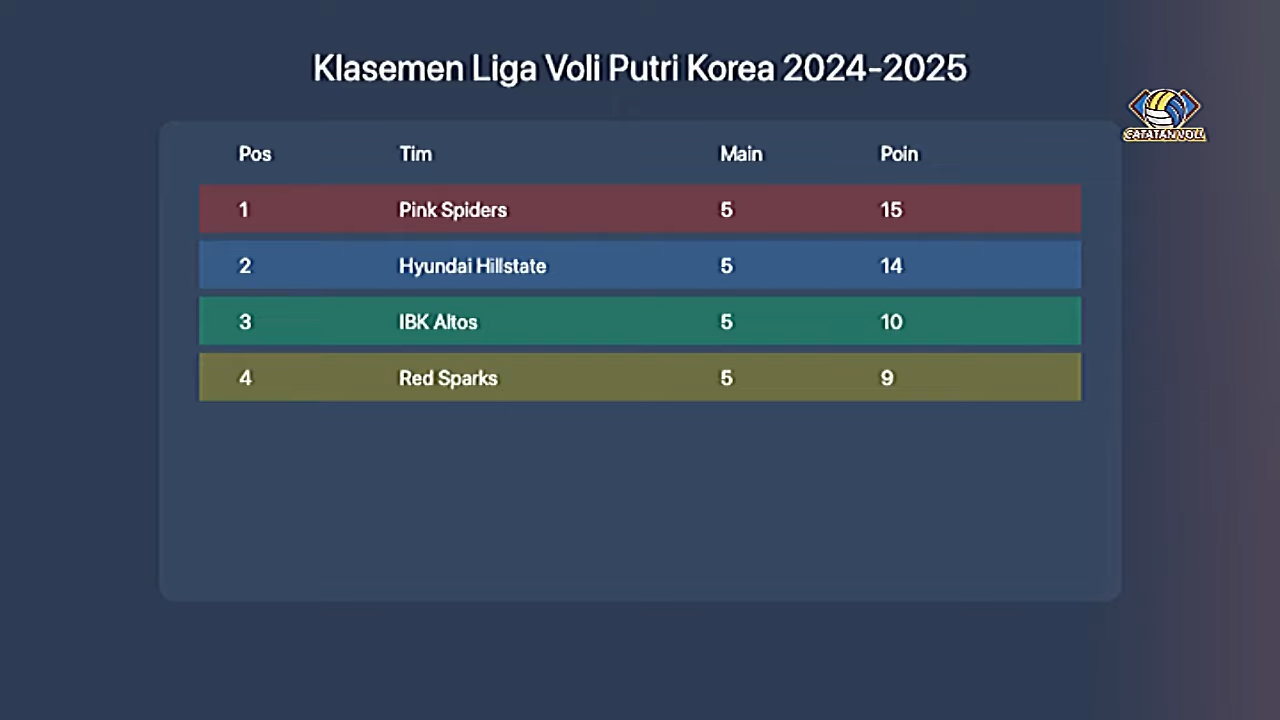 Klasemen Liga Voli Putri Korea 2024-2025
CATATAN VOLI
Pos Tim Main Poin
1 Pink Spiders 5 15
2 Hyundai Hillstate 5 14
3 IBK Altos 5 10
4 Red Sparks 5 9